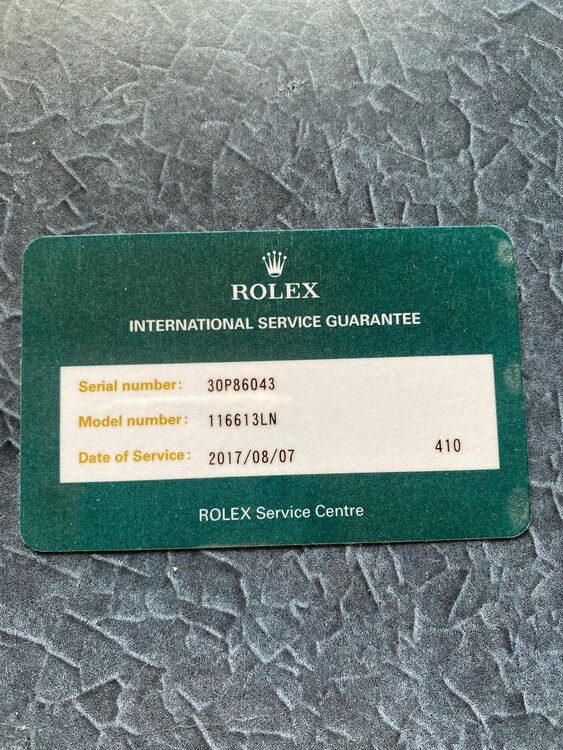 ROLEX
INTERNATIONAL SERVICE GUARANTEE
Serial number: 30P86043
Model number: 116613LN
Date of Service: 2017/08/07 410
ROLEX Service Centre